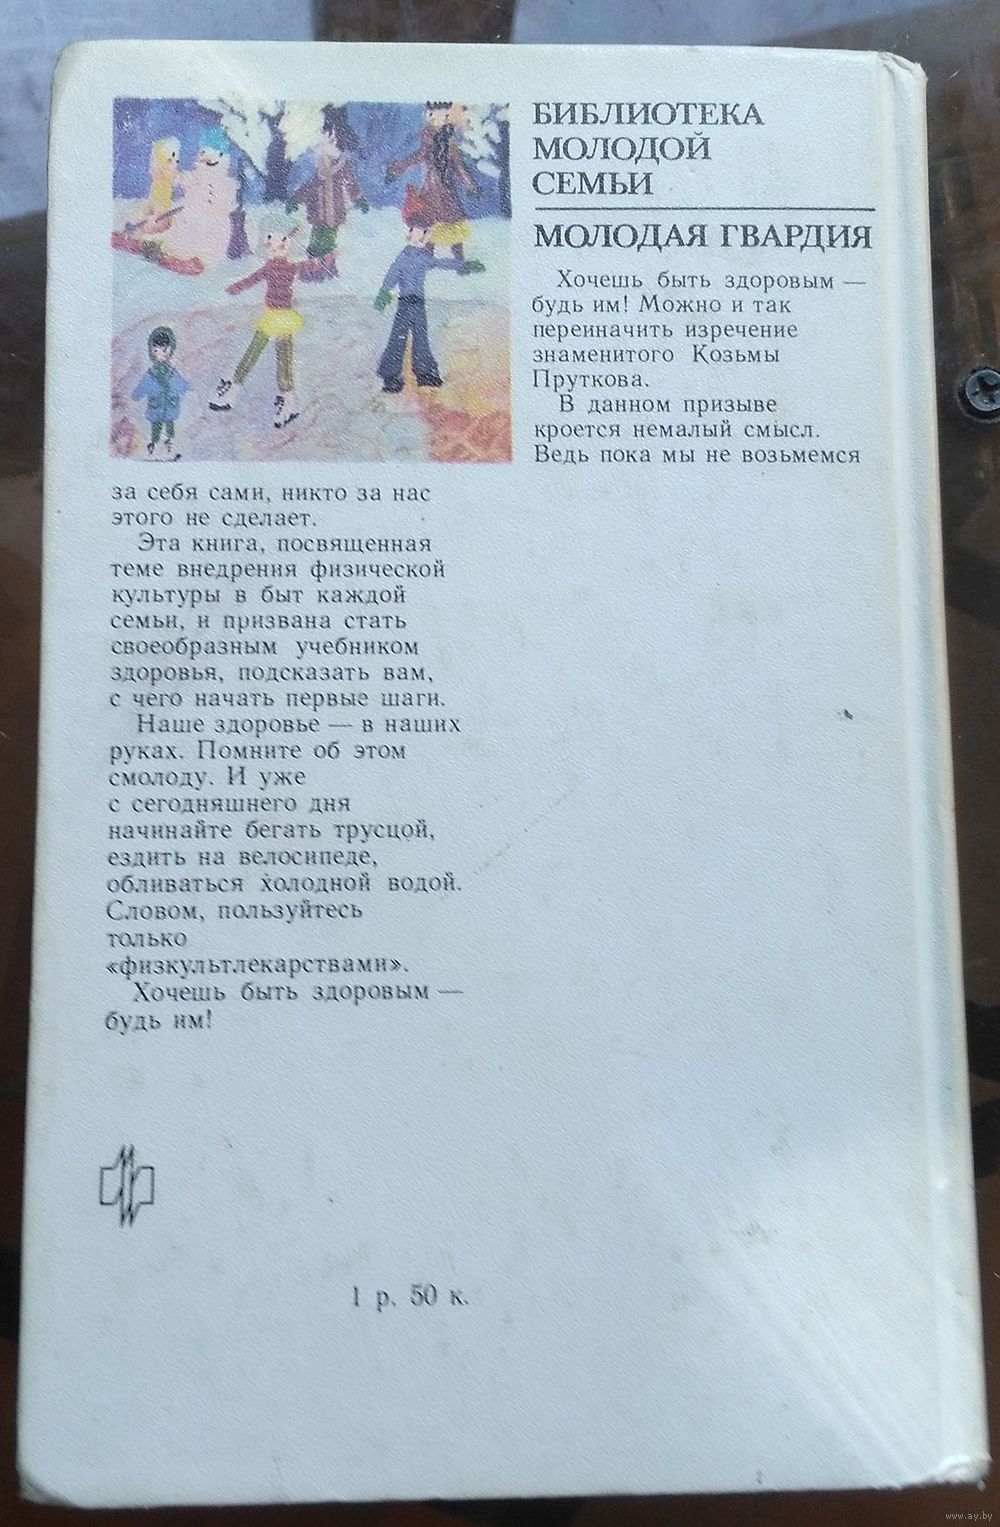 БИБЛИОТЕКА
МОЛОДОЙ
СЕМЬИ
МОЛОДАЯ ГВАРДИЯ
Хочешь быть здоровым —
будь им! Можно и так
переиначить изречение
знаменитого Козьмы
Пруткова.
В данном призыве
кроется немалый смысл.
Ведь пока мы не возьмемся
за себя сами, никто за нас
этого не сделает.
Эта книга, посвященная
теме внедрения физической
культуры в быт каждой
семьи, и призвана стать
своеобразным учебником
здоровья, подсказать вам,
с чего начать первые шаги.
Наше здоровье — в наших
руках. Помните об этом
смолоду. И уже
с сегодняшнего дня
начинайте бегать трусцой,
ездить на велосипеде,
обливаться холодной водой.
Словом, пользуйтесь
только
«физкультлекарствами».
Хочешь быть здоровым —
будь им!
1 р. 50 к.
www.ay.by